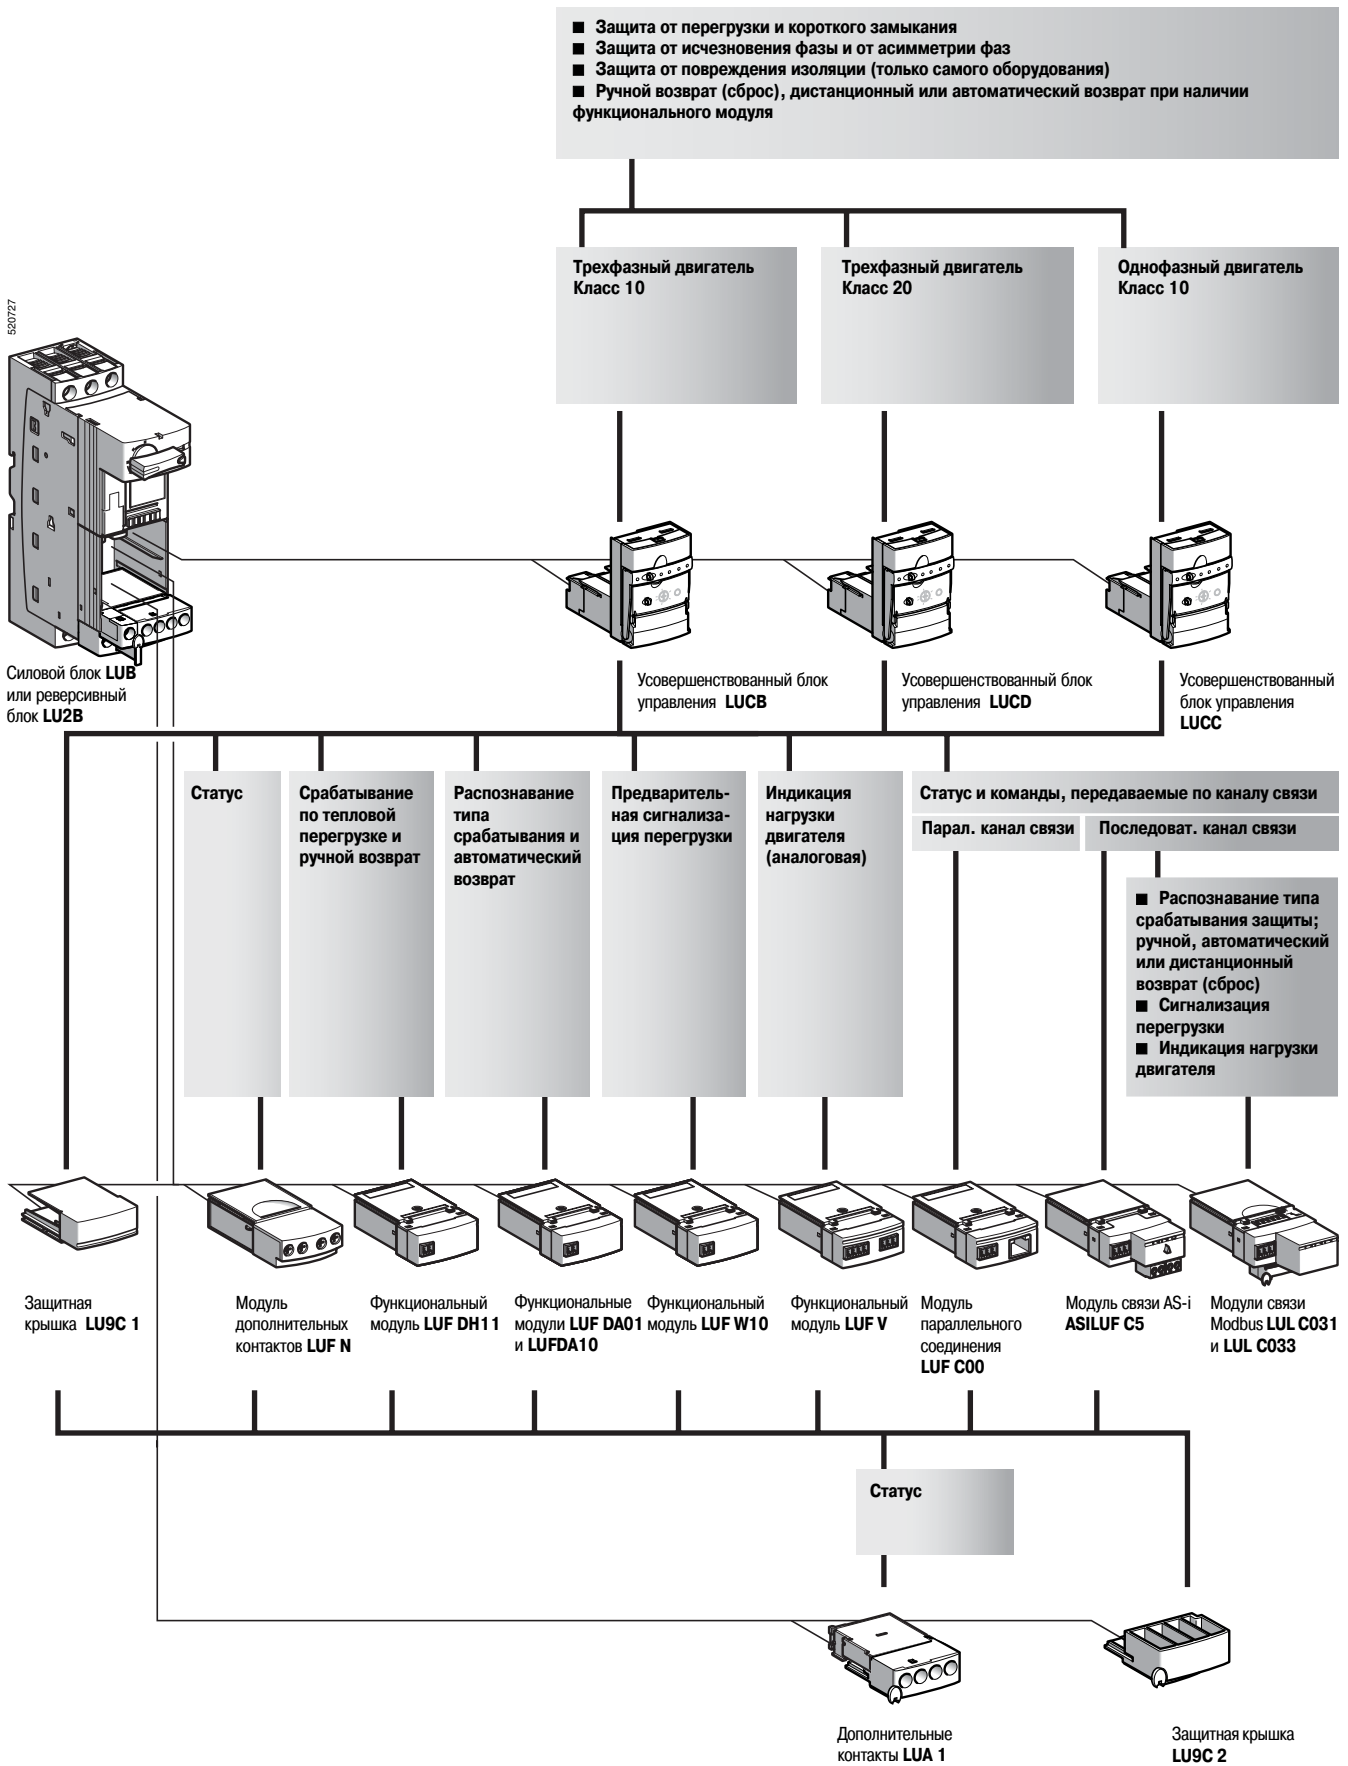 ■ Защита от перегрузки и короткого замыкания
■ Защита от исчезновения фазы и от асимметрии фаз
■ Защита от повреждения изоляции (только самого оборудования)
■ Ручной возврат (сброс), дистанционный или автоматический возврат при наличии
функционального модуля
Трехфазный двигатель
Класс 10
Трехфазный двигатель
Класс 20
Однофазный двигатель
Класс 10
520727
Силовой блок LUB
или реверсивный
блок LU2B
Усовершенствованный блок
управления LUCB
Усовершенствованный блок
управления LUCD
Усовершенствованный
блок управления
LUCC
Статус
Срабатывание
по тепловой
перегрузке и
ручной возврат
Распознавание
типа
срабатывания и
автоматический
возврат
Предваритель-
ная сигнализа-
ция перегрузки
Индикация
нагрузки
двигателя
(аналоговая)
Статус и команды, передаваемые по каналу связи
Парал. канал связи
Последоват. канал связи
■ Распознавание типа
срабатывания защиты;
ручной, автоматический
или дистанционный
возврат (сброс)
■ Сигнализация
перегрузки
■ Индикация нагрузки
двигателя
Защитная
крышка LU9C 1
Модуль
дополнительных
контактов LUF N
Функциональный
модуль LUF DH11
Функциональные
модули LUF DA01
и LUFDA10
Функциональный
модуль LUF W10
Функциональный
модуль LUF V
Модуль
параллельного
соединения
LUF C00
Модуль связи AS-i
ASILUF C5
Модули связи
Modbus LUL C031
и LUL C033
Статус
Дополнительные
контакты LUA 1
Защитная крышка
LU9C 2